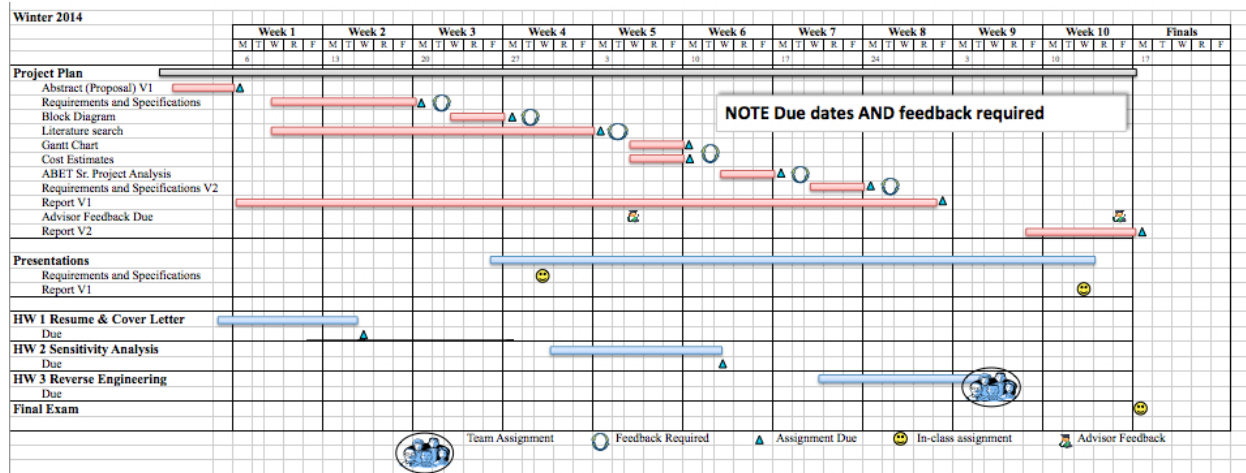 Winter 2014
Week 1 Week 2 Week 3 Week 4 Week 5 Week 6 Week 7 Week 8 Week 9 Week 10 Finals
M T W R F M T W R F M T W R F M T W R F M T W R F M T W R F M T W R F M T W R F M T W R F M T W R F M T W R F
6 13 20 27 3 10 17 24 3 10 17
Project Plan
Abstract (Proposal) V1
Requirements and Specifications
NOTE Due dates AND feedback required
Block Diagram
Literature search
Gantt Chart
Cost Estimates
ABET Sr. Project Analysis
Requirements and Specifications V2
Report V1
Advisor Feedback Due
Report V2
Presentations
Requirements and Specifications
Report V1
HW 1 Resume & Cover Letter
Due
HW 2 Sensitivity Analysis
Due
HW 3 Reverse Engineering
Due
Final Exam
Team Assignment Feedback Required Assignment Due In-class assignment Advisor Feedback